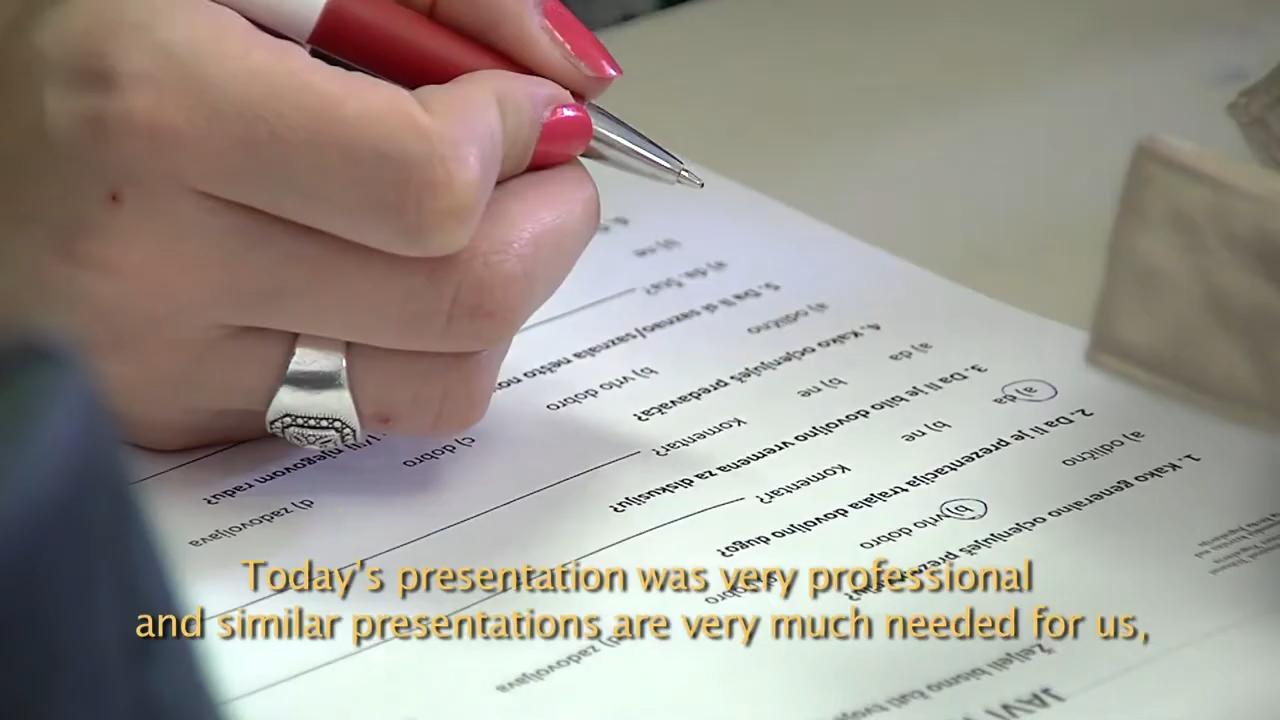 JAVI
Željeli bismo čuti tvoje
1. Kako generalno ocjenjuješ
a) odlično
b) vrlo dobro
c) dobro
d) zadovoljava
2. Da li je prezentacija trajala dovoljno dugo?
a) da
b) ne
Komentar?
3. Da li je bilo dovoljno vremena za diskusiju?
a) da
b) ne
Komentar?
4. Kako ocjenjuješ predavača?
a) odlično
b) vrlo dobro
c) dobro
d) zadovoljava
5. Da li si saznao/saznala nešto njegovom radu?
a) da. Šta?
b) ne
6.
Today's presentation was very professional
and similar presentations are very much needed for us,